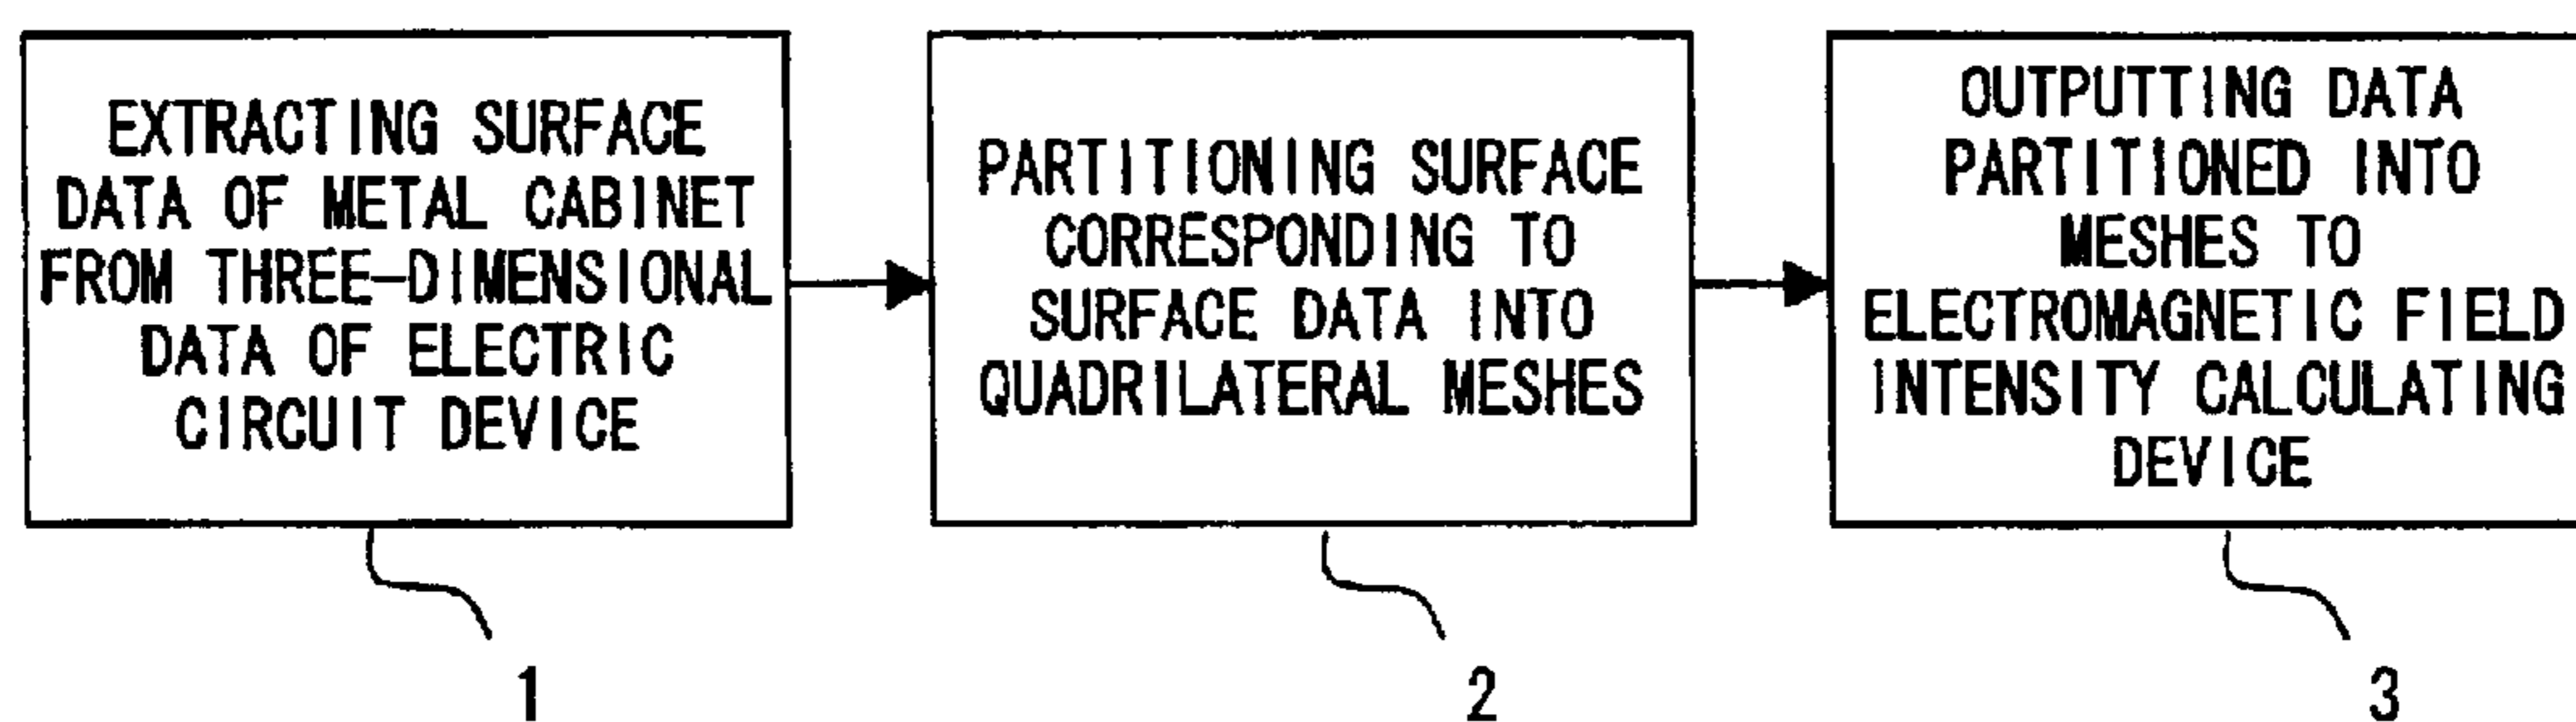 EXTRACTING SURFACE
DATA OF METAL CABINET
FROM THREE-DIMENSIONAL
DATA OF ELECTRIC
CIRCUIT DEVICE
PARTITIONING SURFACE
CORRESPONDING TO
SURFACE DATA INTO
QUADRILATERAL MESHES
OUTPUTTING DATA
PARTITIONED INTO
MESHES TO
ELECTROMAGNETIC FIELD
INTENSITY CALCULATING
DEVICE
1
2
3